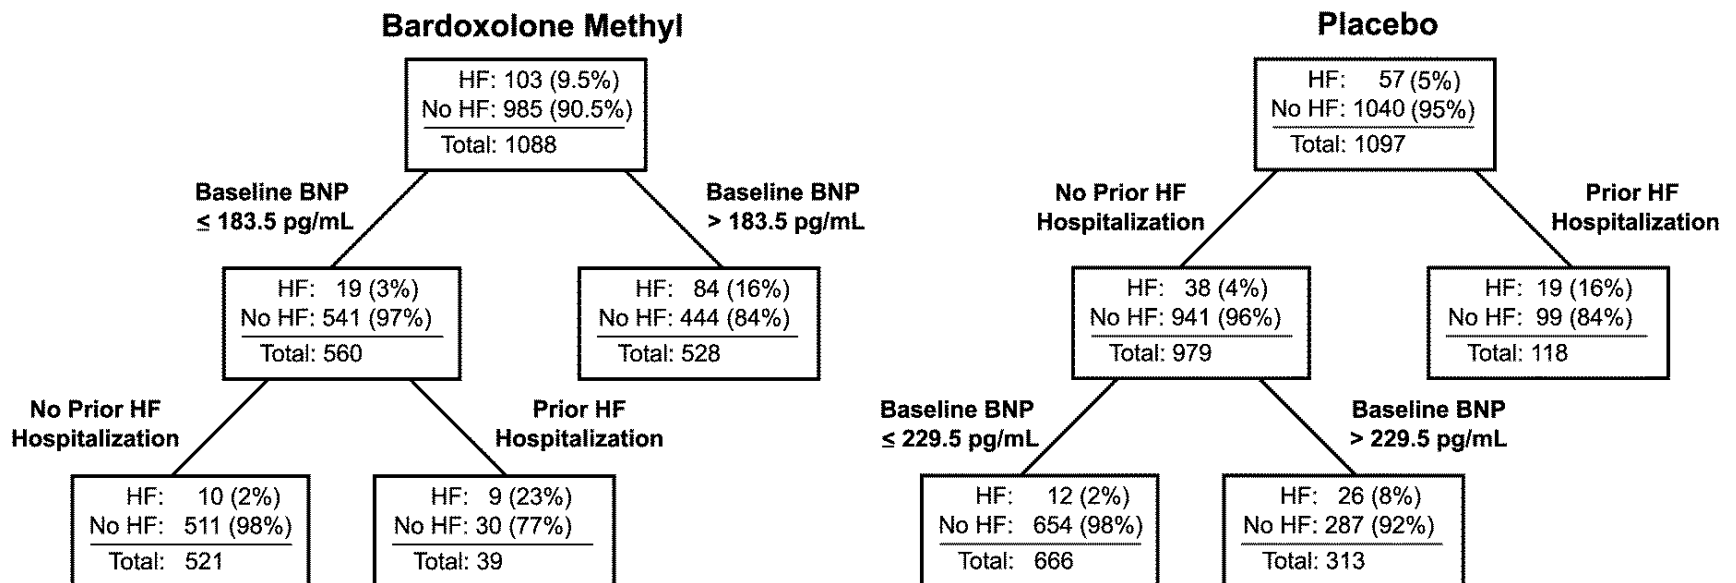 Bardoxolone Methyl
HF: 103 (9.5%)
No HF: 985 (90.5%)
Total: 1088
Baseline BNP
≤ 183.5 pg/mL
Baseline BNP
> 183.5 pg/mL
HF: 19 (3%)
No HF: 541 (97%)
Total: 560
HF: 84 (16%)
No HF: 444 (84%)
Total: 528
No Prior HF
Hospitalization
Prior HF
Hospitalization
HF: 10 (2%)
No HF: 511 (98%)
Total: 521
HF: 9 (23%)
No HF: 30 (77%)
Total: 39
Placebo
HF: 57 (5%)
No HF: 1040 (95%)
Total: 1097
No Prior HF
Hospitalization
Prior HF
Hospitalization
HF: 38 (4%)
No HF: 941 (96%)
Total: 979
HF: 19 (16%)
No HF: 99 (84%)
Total: 118
Baseline BNP
≤ 229.5 pg/mL
Baseline BNP
> 229.5 pg/mL
HF: 12 (2%)
No HF: 654 (98%)
Total: 666
HF: 26 (8%)
No HF: 287 (92%)
Total: 313